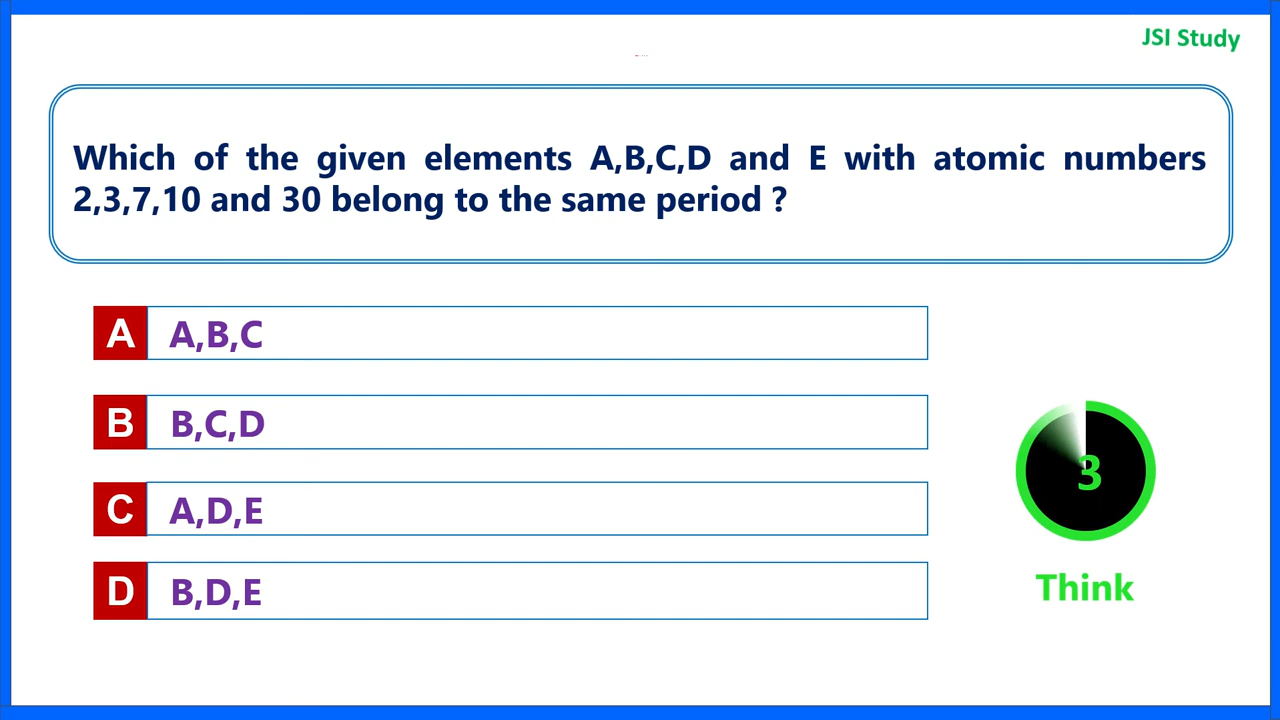 JSI Study
Which of the given elements A,B,C,D and E with atomic numbers
2,3,7,10 and 30 belong to the same period ?
A A,B,C
B B,C,D
C A,D,E
D B,D,E
3
Think